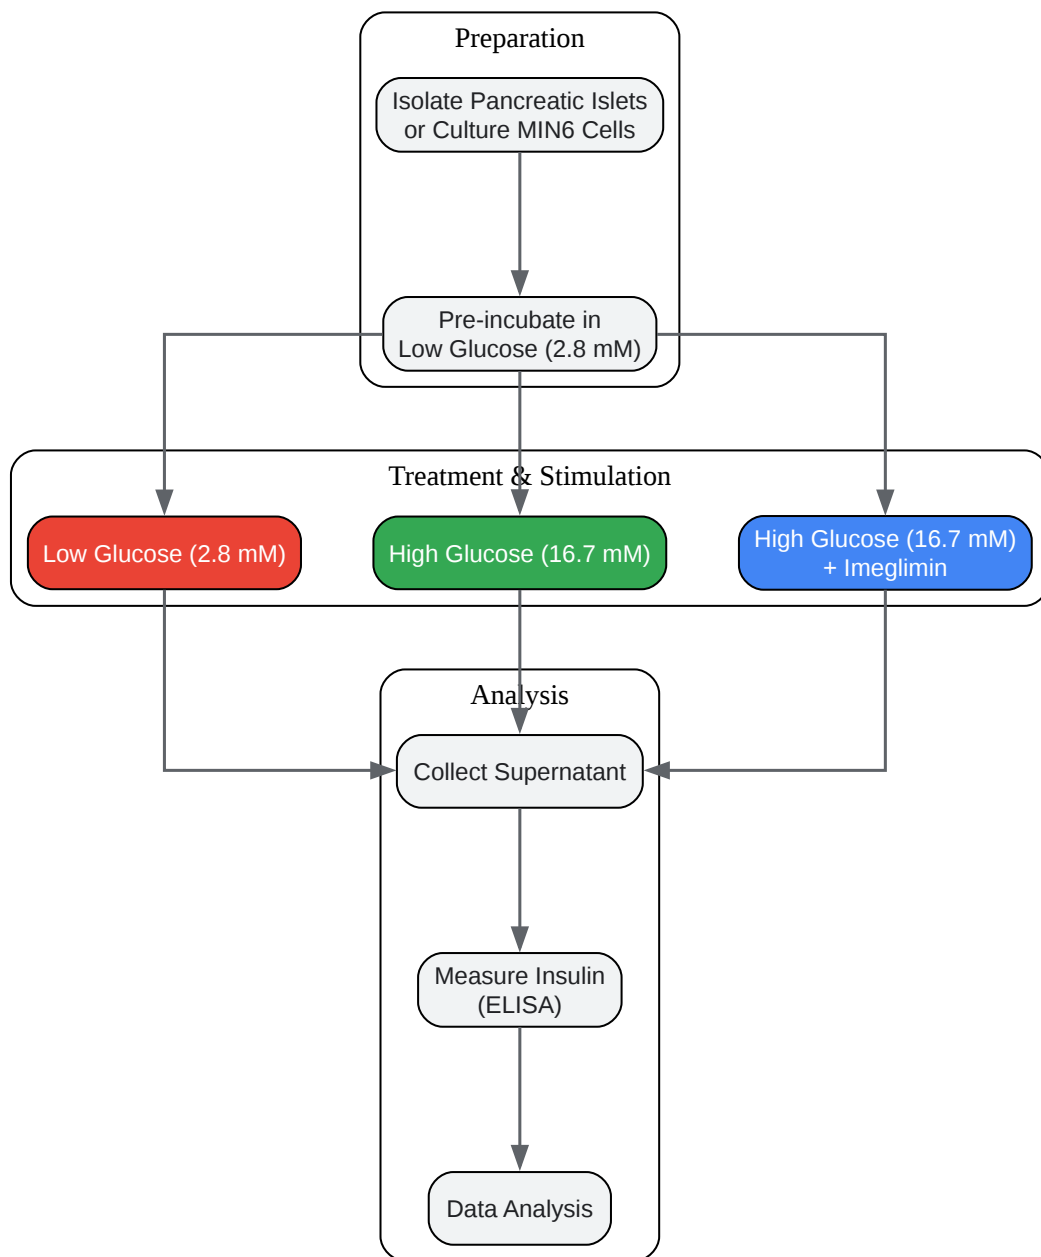 Preparation
Isolate Pancreatic Islets
or Culture MIN6 Cells
Pre-incubate in
Low Glucose (2.8 mM)
Treatment & Stimulation
Low Glucose (2.8 mM)
High Glucose (16.7 mM)
High Glucose (16.7 mM)
+ Imeglimin
Analysis
Collect Supernatant
Measure Insulin
(ELISA)
Data Analysis